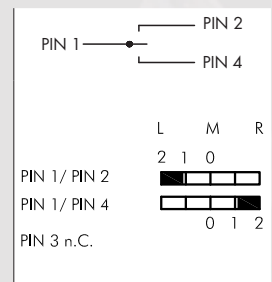 PIN 2
PIN 1
PIN 4
L M R
2 1 0
PIN 1/ PIN 2
PIN 1/ PIN 4
0 1 2
PIN 3 n.C.